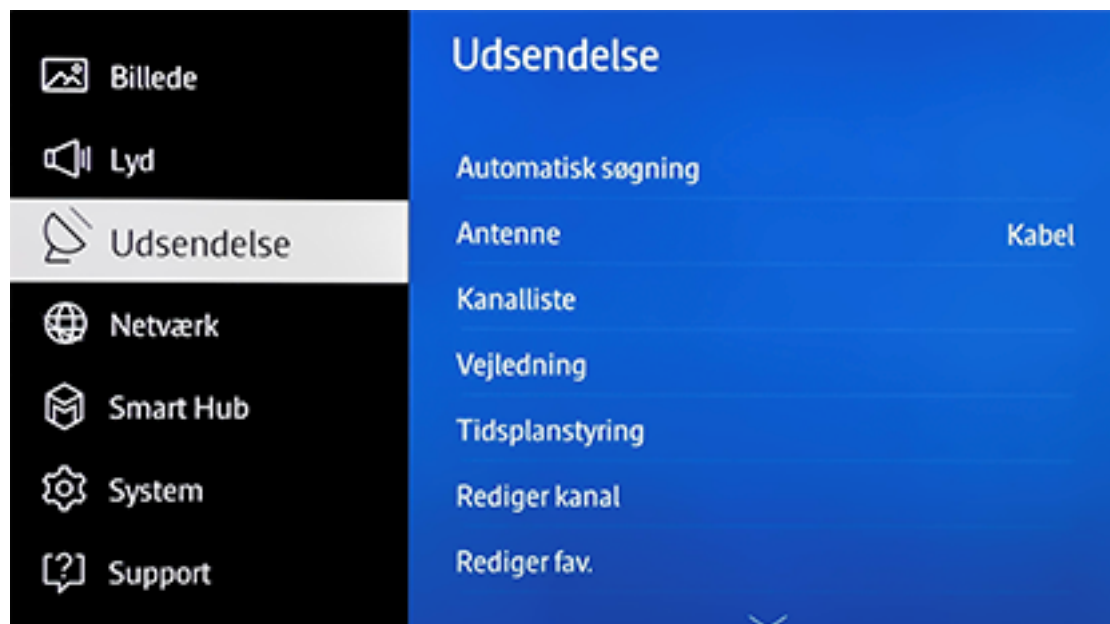 Billede
Lyd
Udsendelse
Netværk
Smart Hub
System
Support
Udsendelse
Automatisk søgning
Antenne Kabel
Kanalliste
Vejledning
Tidsplanstyring
Rediger kanal
Rediger fav.